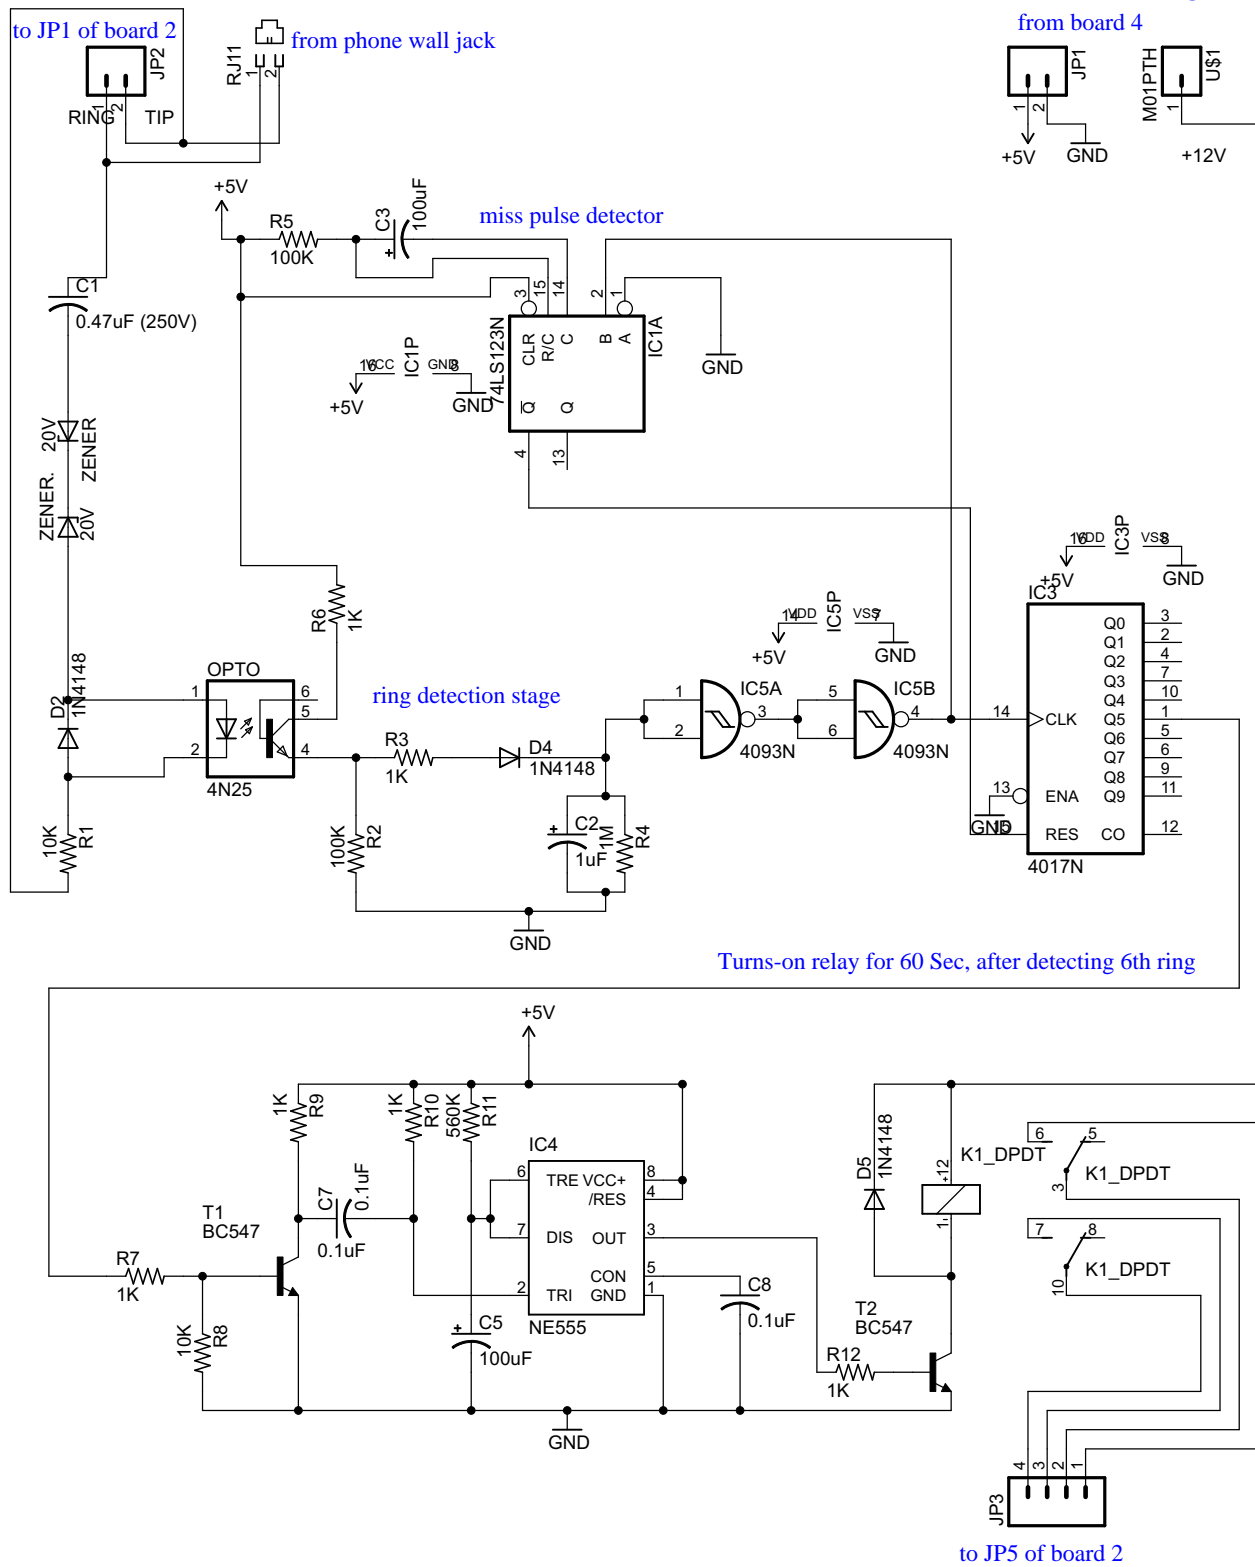 to JP1 of board 2
JP2
RING
1
2
TIP
RJ11
1
2
from phone wall jack
from board 4
JP1
1
2
+5V
GND
M01PTH
U$1
1
+12V
+5V
R5
100K
C3
100uF
+
miss pulse detector
C1
0.47uF (250V)
3
15
14
2
1
CLR
R/C
C
B
A
74LS123N
IC1A
Q
Q
4
13
GND
16
VCC
IC1P
GND
8
+5V
GND
20V
ZENER
ZENER.
20V
R6
1K
D2
1N4148
OPTO
1
2
6
5
4
4N25
ring detection stage
R3
1K
D4
1N4148
R2
100K
C2
+
1uF
1M
R4
GND
10K
R1
14
VDD
IC5P
VSS
7
+5V
GND
1
2
IC5A
3
4093N
5
6
IC5B
4
4093N
16
VDD
IC3P
VSS
8
+5V
GND
IC3
14
CLK
13
ENA
GND
15
RES
Q0
3
Q1
2
Q2
4
Q3
7
Q4
10
Q5
1
Q6
5
Q7
6
Q8
9
Q9
11
CO
12
4017N
Turns-on relay for 60 Sec, after detecting 6th ring
+5V
1K
R9
1K
R10
560K
R11
IC4
6
TRE
VCC+
8
/RES
4
7
DIS
OUT
3
CON
5
2
TRI
GND
1
NE555
C7
0.1uF
0.1uF
T1
BC547
R7
1K
10K
R8
C5
+
100uF
C8
0.1uF
GND
D5
1N4148
+12
1-
T2
BC547
R12
1K
6
5
K1_DPDT
3
K1_DPDT
7
8
10
K1_DPDT
4
3
2
1
JP3
to JP5 of board 2